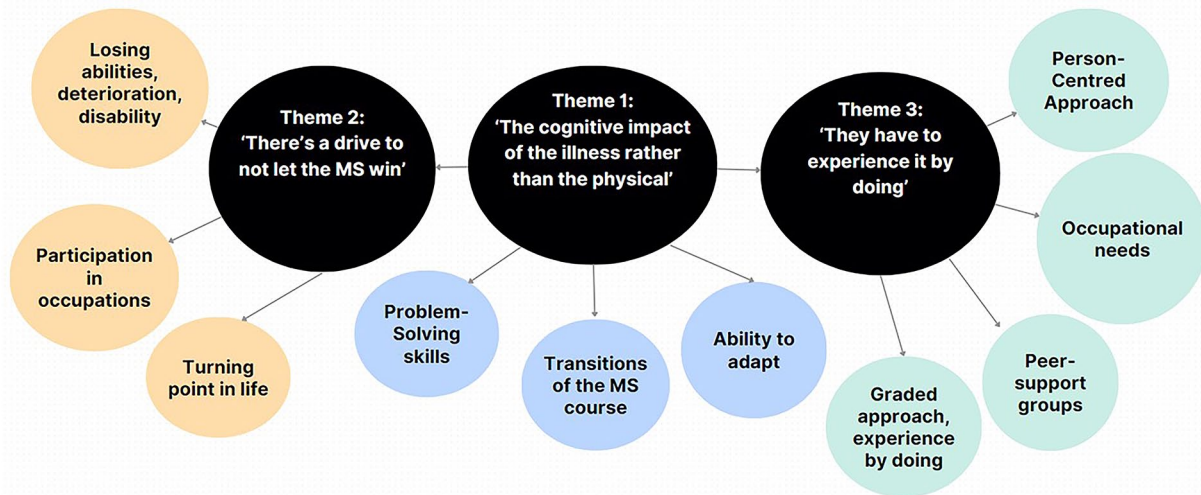 Losing
abilities,
deterioration,
disability
Theme 2:
‘There’s a drive to
not let the MS win’
Participation
in
occupations
Turning
point in life
Theme 1:
‘The cognitive impact
of the illness rather
than the physical’
Problem-
Solving
skills
Transitions
of the MS
course
Ability to
adapt
Theme 3:
‘They have to
experience it by
doing’
Person-
Centred
Approach
Occupational
needs
Peer-
support
groups
Graded
approach,
experience
by doing